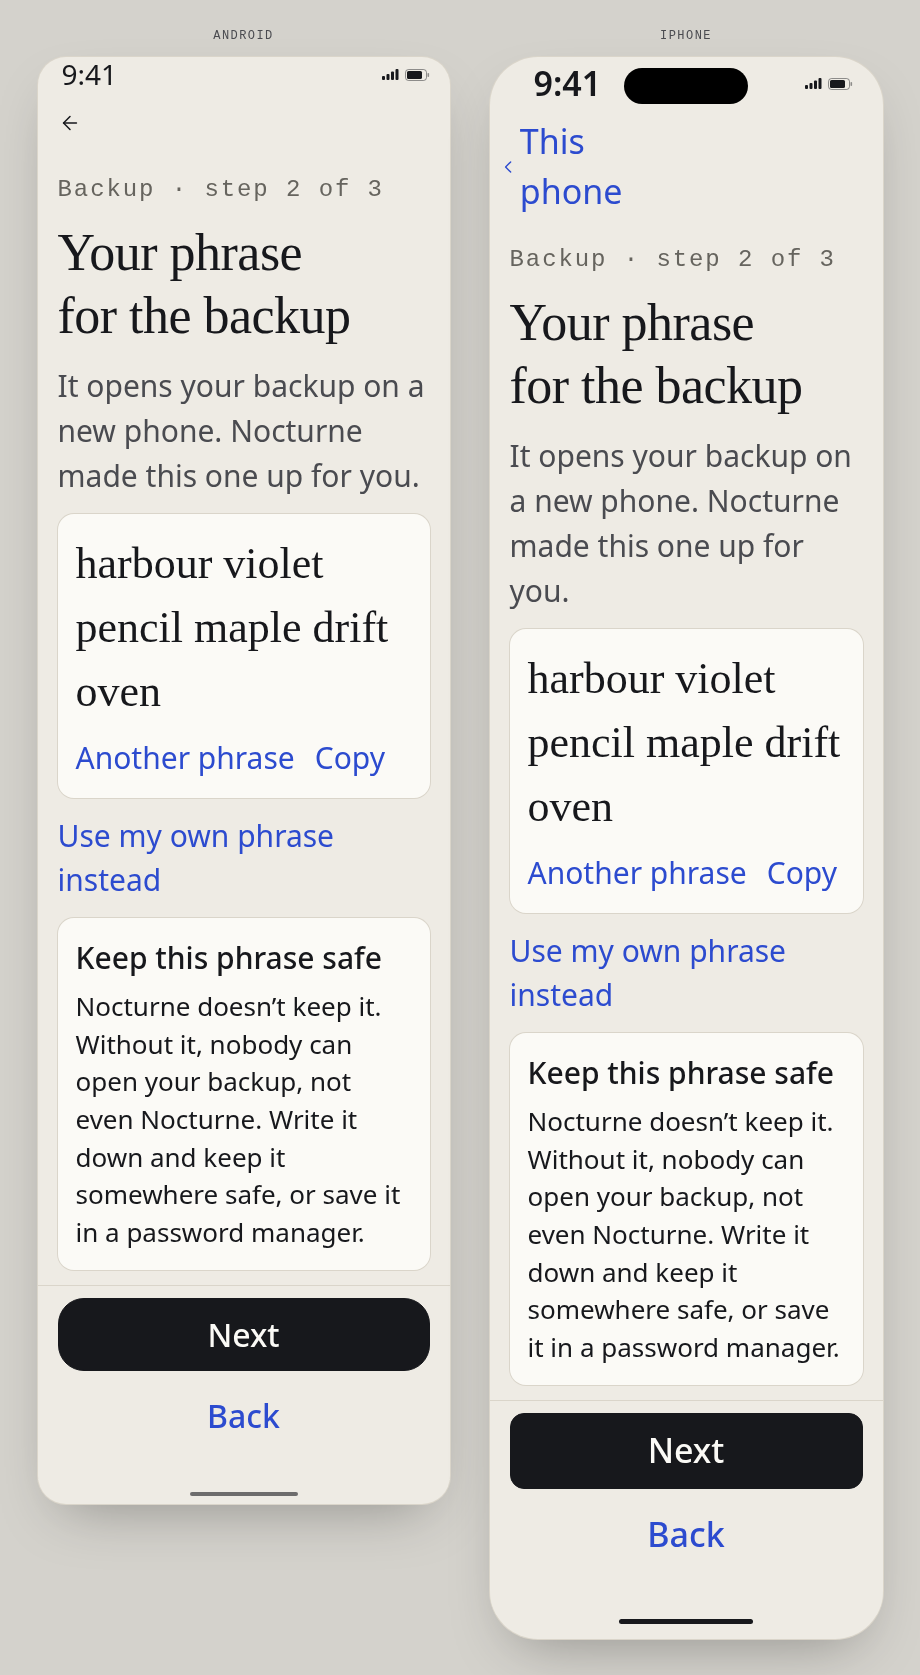 ANDROID
9:41
Backup · step 2 of 3
Your phrase
for the backup
It opens your backup on a
new phone. Nocturne
made this one up for you.
harbour violet
pencil maple drift
oven
Another phrase Copy
Use my own phrase
instead
Keep this phrase safe
Nocturne doesn’t keep it.
Without it, nobody can
open your backup, not
even Nocturne. Write it
down and keep it
somewhere safe, or save it
in a password manager.
Next
Back
IPHONE
9:41
This
phone
Backup · step 2 of 3
Your phrase
for the backup
It opens your backup on
a new phone. Nocturne
made this one up for
you.
harbour violet
pencil maple drift
oven
Another phrase Copy
Use my own phrase
instead
Keep this phrase safe
Nocturne doesn’t keep it.
Without it, nobody can
open your backup, not
even Nocturne. Write it
down and keep it
somewhere safe, or save
it in a password manager.
Next
Back